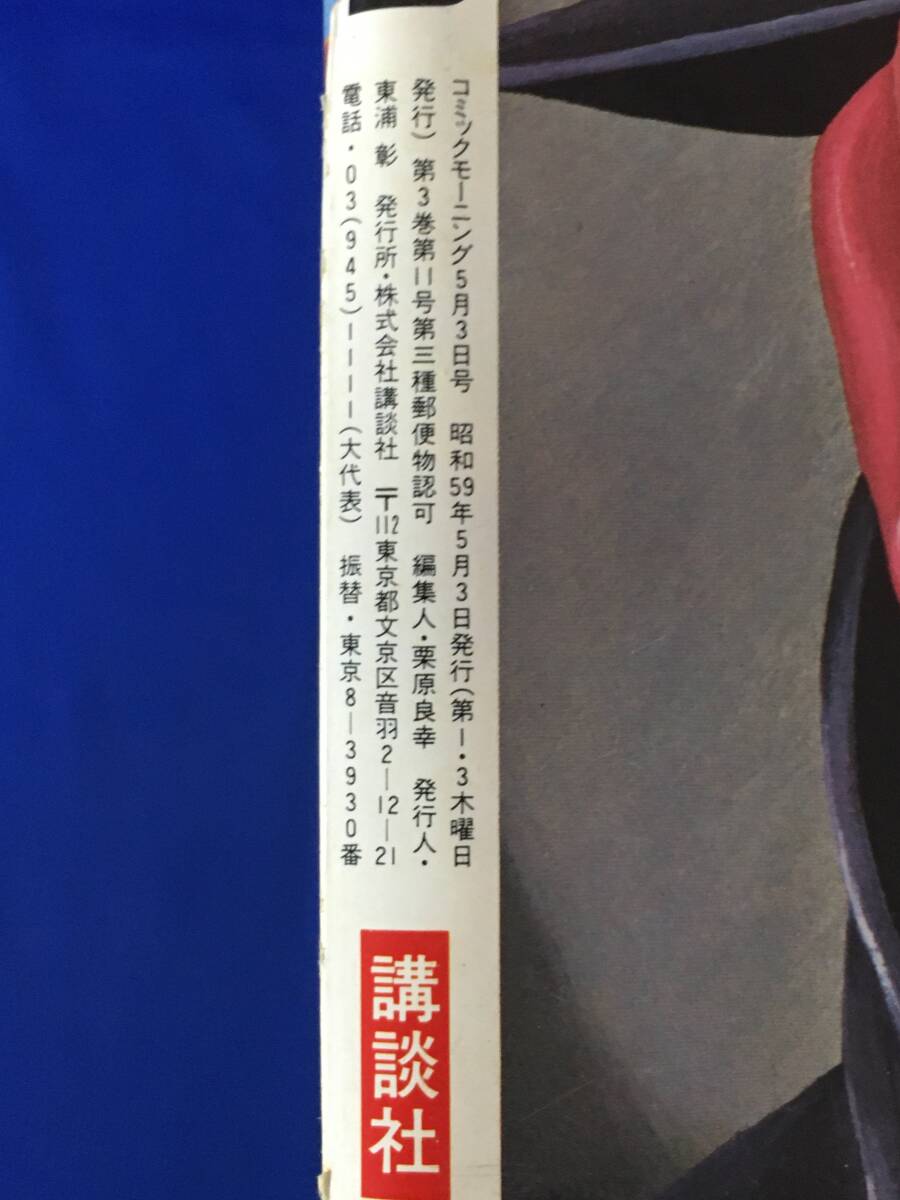 コミックモーニング5月3日号 昭和59年5月3日発行(第1・3木曜日
発行) 第3巻第11号第三種郵便物認可 編集人・栗原良幸 発行人・
東浦 彰 発行所・株式会社講談社 〒112東京都文京区音羽2―12―21
電話・03(945)―1111(大代表) 振替・東京8―3930番
講談社